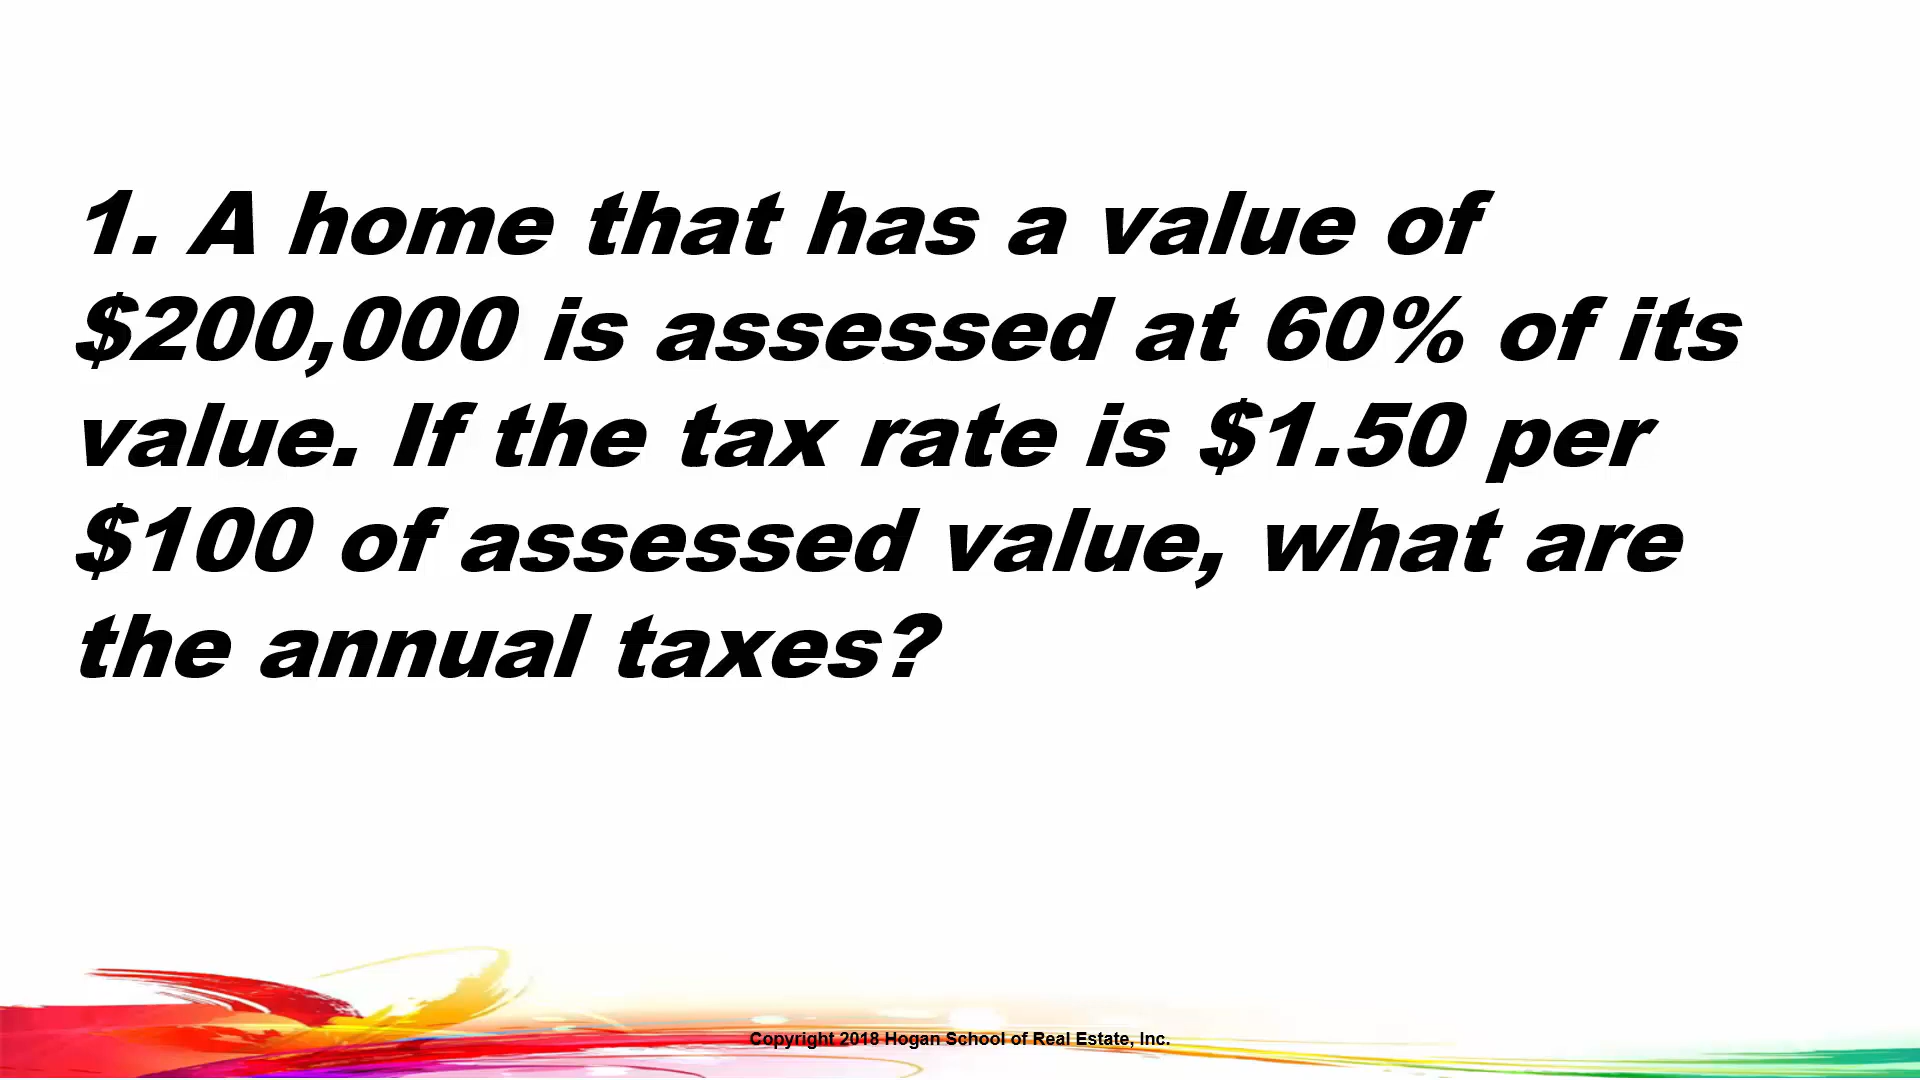 1. A home that has a value of
$200,000 is assessed at 60% of its
value. If the tax rate is $1.50 per
$100 of assessed value, what are
the annual taxes?
Copyright 2018 Hogan School of Real Estate, Inc.